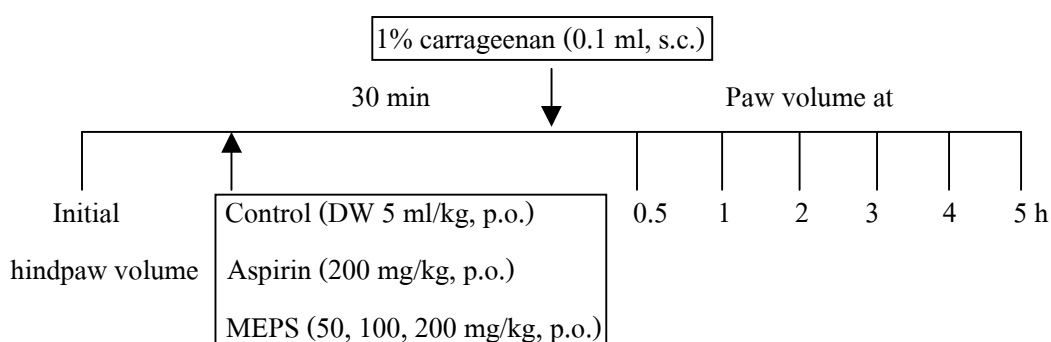 1% carrageenan (0.1 ml, s.c.)
30 min
Paw volume at
Initial
hindpaw volume
Control (DW 5 ml/kg, p.o.)
Aspirin (200 mg/kg, p.o.)
MEPS (50, 100, 200 mg/kg, p.o.)
0.5 1 2 3 4 5 h